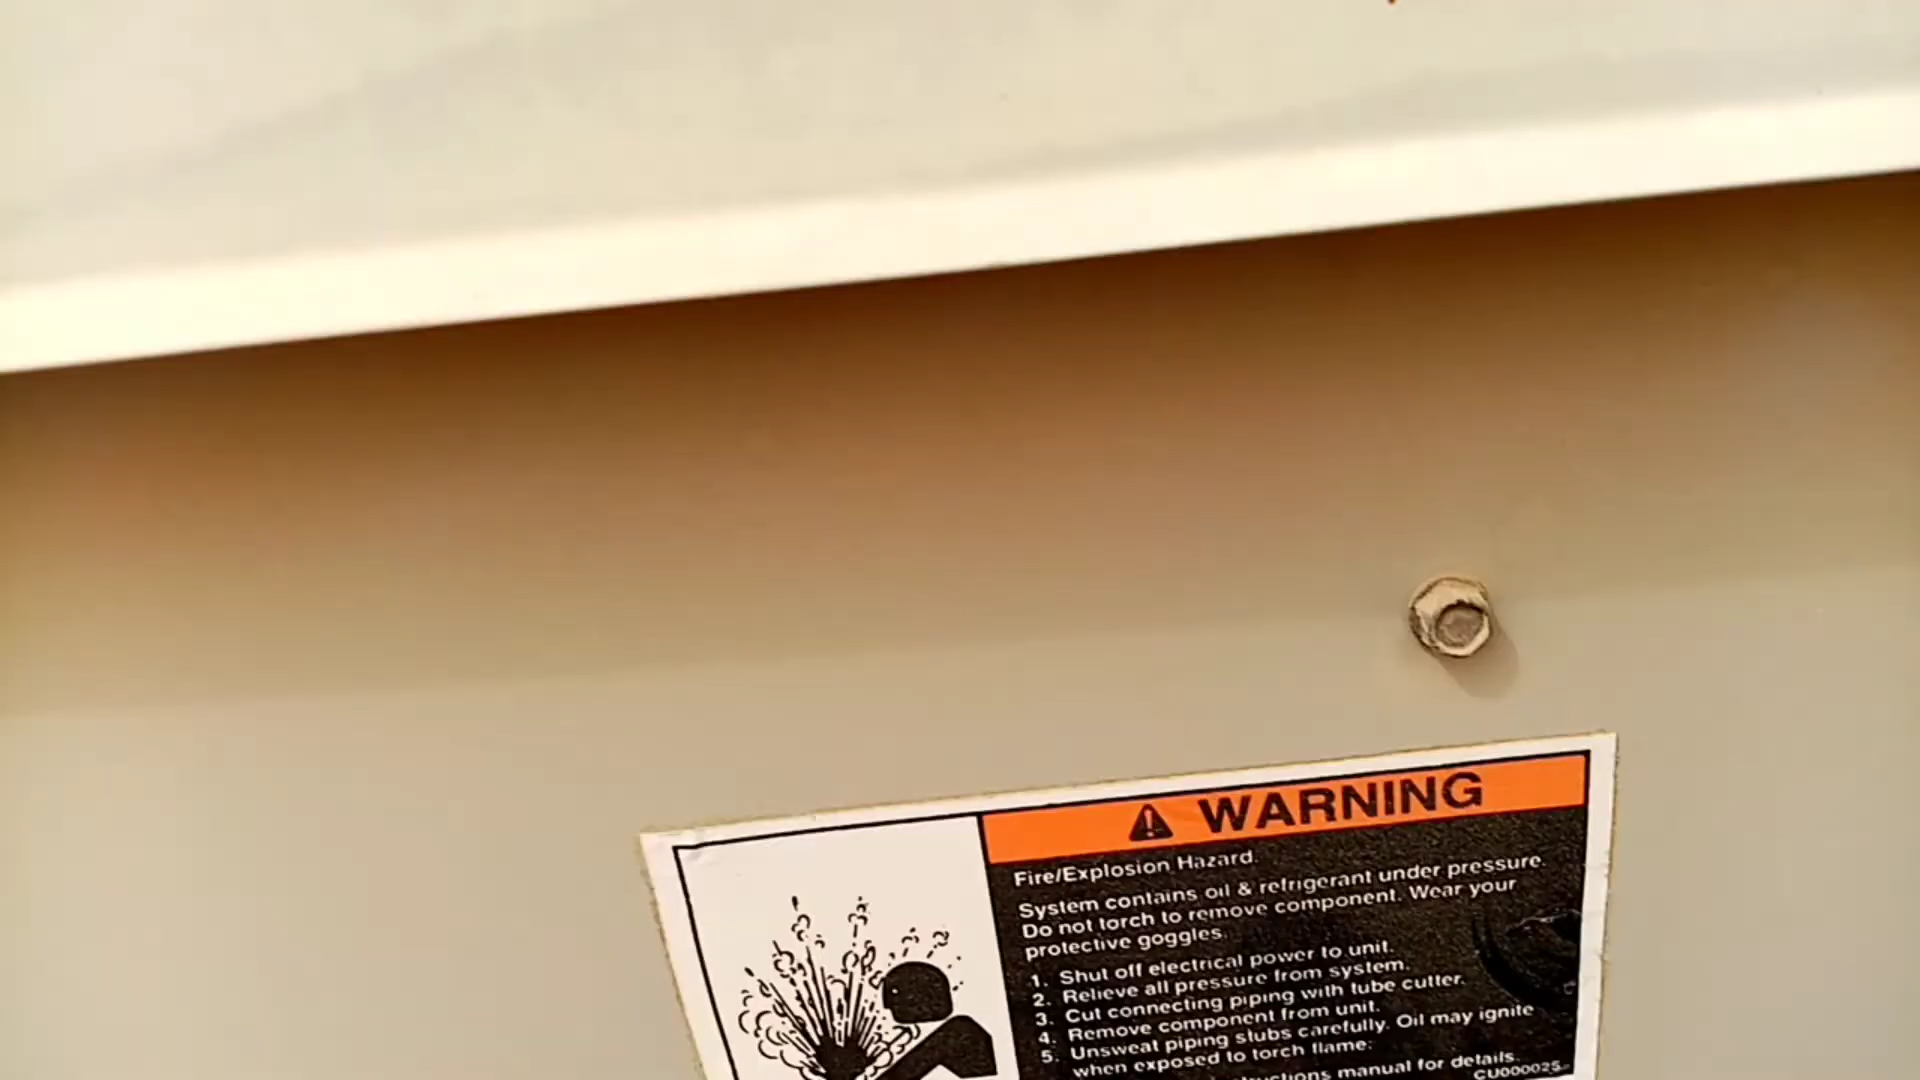 WARNING
Fire/Explosion Hazard.
System contains oil & refrigerant under pressure.
Do not torch to remove component. Wear your
protective goggles.
1. Shut off electrical power to unit.
2. Relieve all pressure from system.
3. Cut connecting piping with tube cutter.
4. Remove component from unit.
5. Unsweat piping stubs carefully. Oil may ignite
when exposed to torch flame.
manual for details.
CU000025